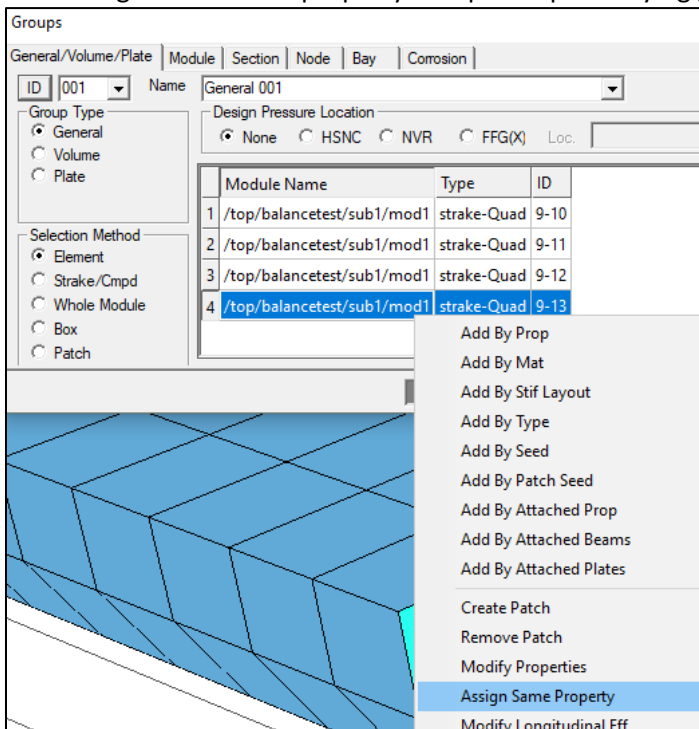 Groups
General/Volume/Plate Module Section Node Bay Corrosion
ID 001 Name General 001
Group Type
General
Volume
Plate
Design Pressure Location
None HSNC NVR FFG(X) Loc.
Selection Method
Element
Strake/Cmpd
Whole Module
Box
Patch
Module Name Type ID
1 /top/balancetest/sub1/mod1 strake-Quad 9-10
2 /top/balancetest/sub1/mod1 strake-Quad 9-11
3 /top/balancetest/sub1/mod1 strake-Quad 9-12
4 /top/balancetest/sub1/mod1 strake-Quad 9-13
Add By Prop
Add By Mat
Add By Stif Layout
Add By Type
Add By Seed
Add By Patch Seed
Add By Attached Prop
Add By Attached Beams
Add By Attached Plates
Create Patch
Remove Patch
Modify Properties
Assign Same Property
Modify Longitudinal Eff